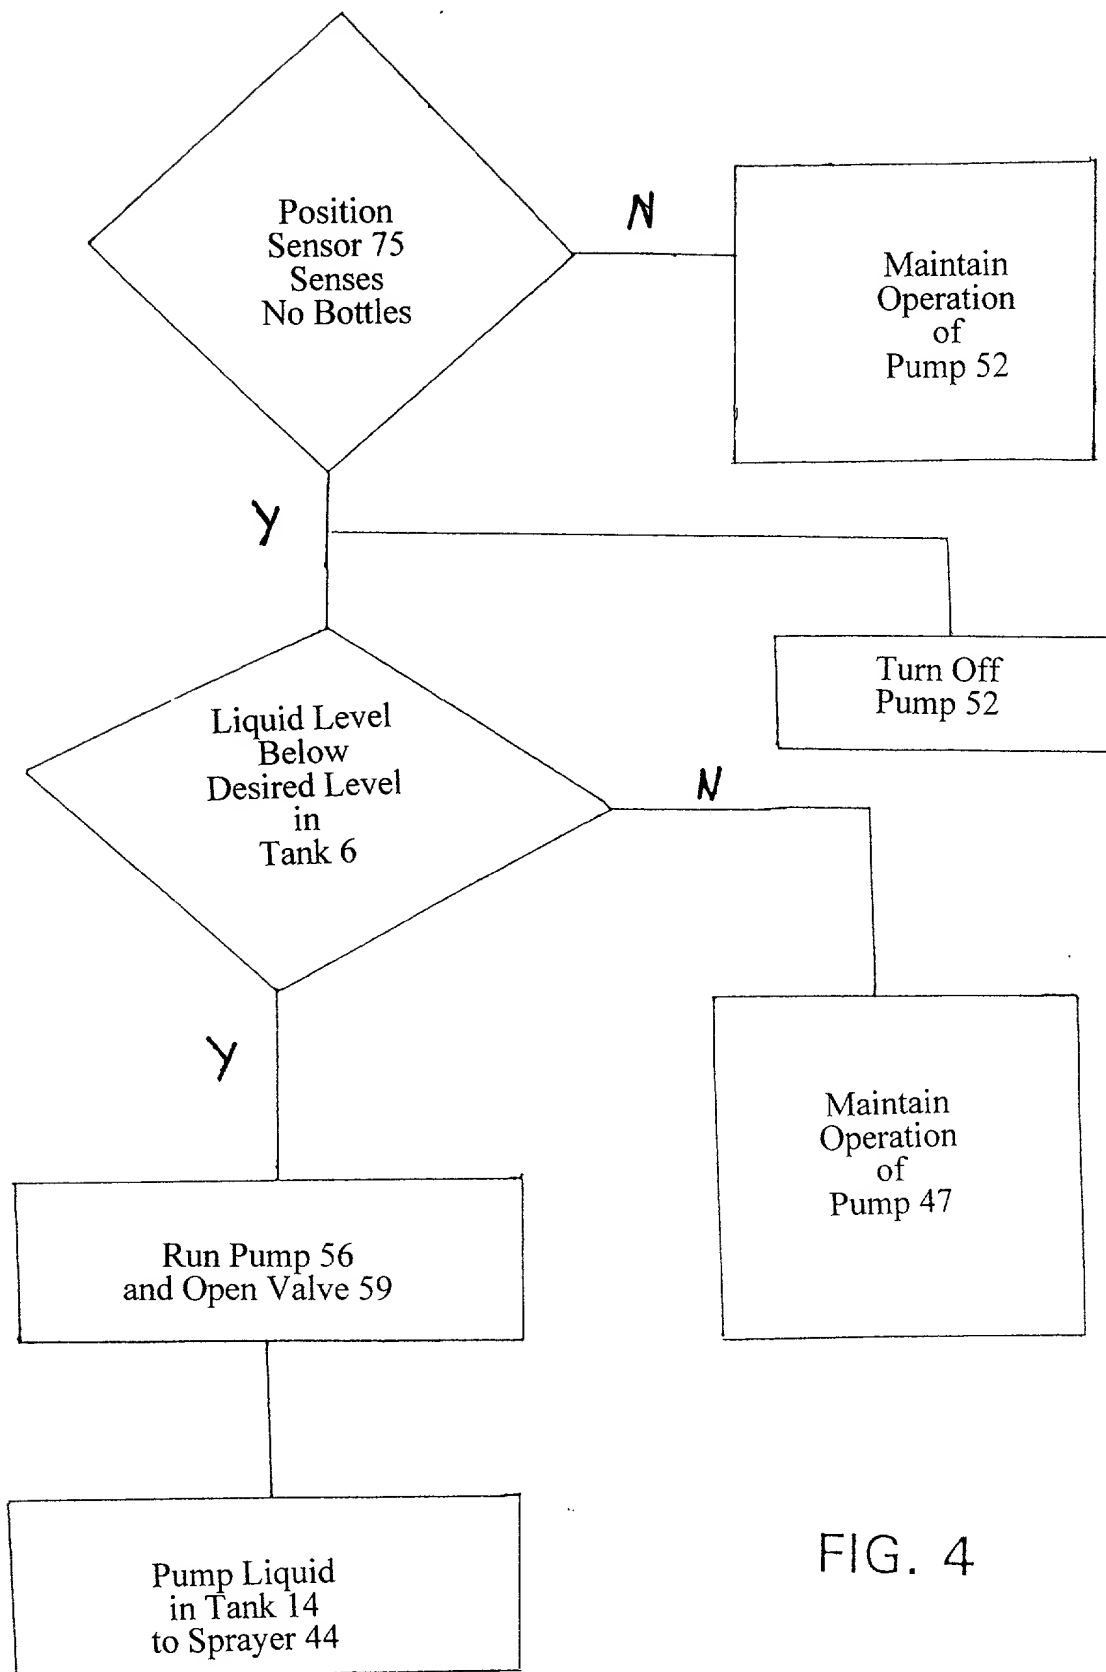 Position
Sensor 75
Senses
No Bottles
N
Maintain
Operation
of
Pump 52
Y
Turn Off
Pump 52
Liquid Level
Below
Desired Level
in
Tank 6
N
Maintain
Operation
of
Pump 47
Y
Run Pump 56
and Open Valve 59
Pump Liquid
in Tank 14
to Sprayer 44
FIG. 4